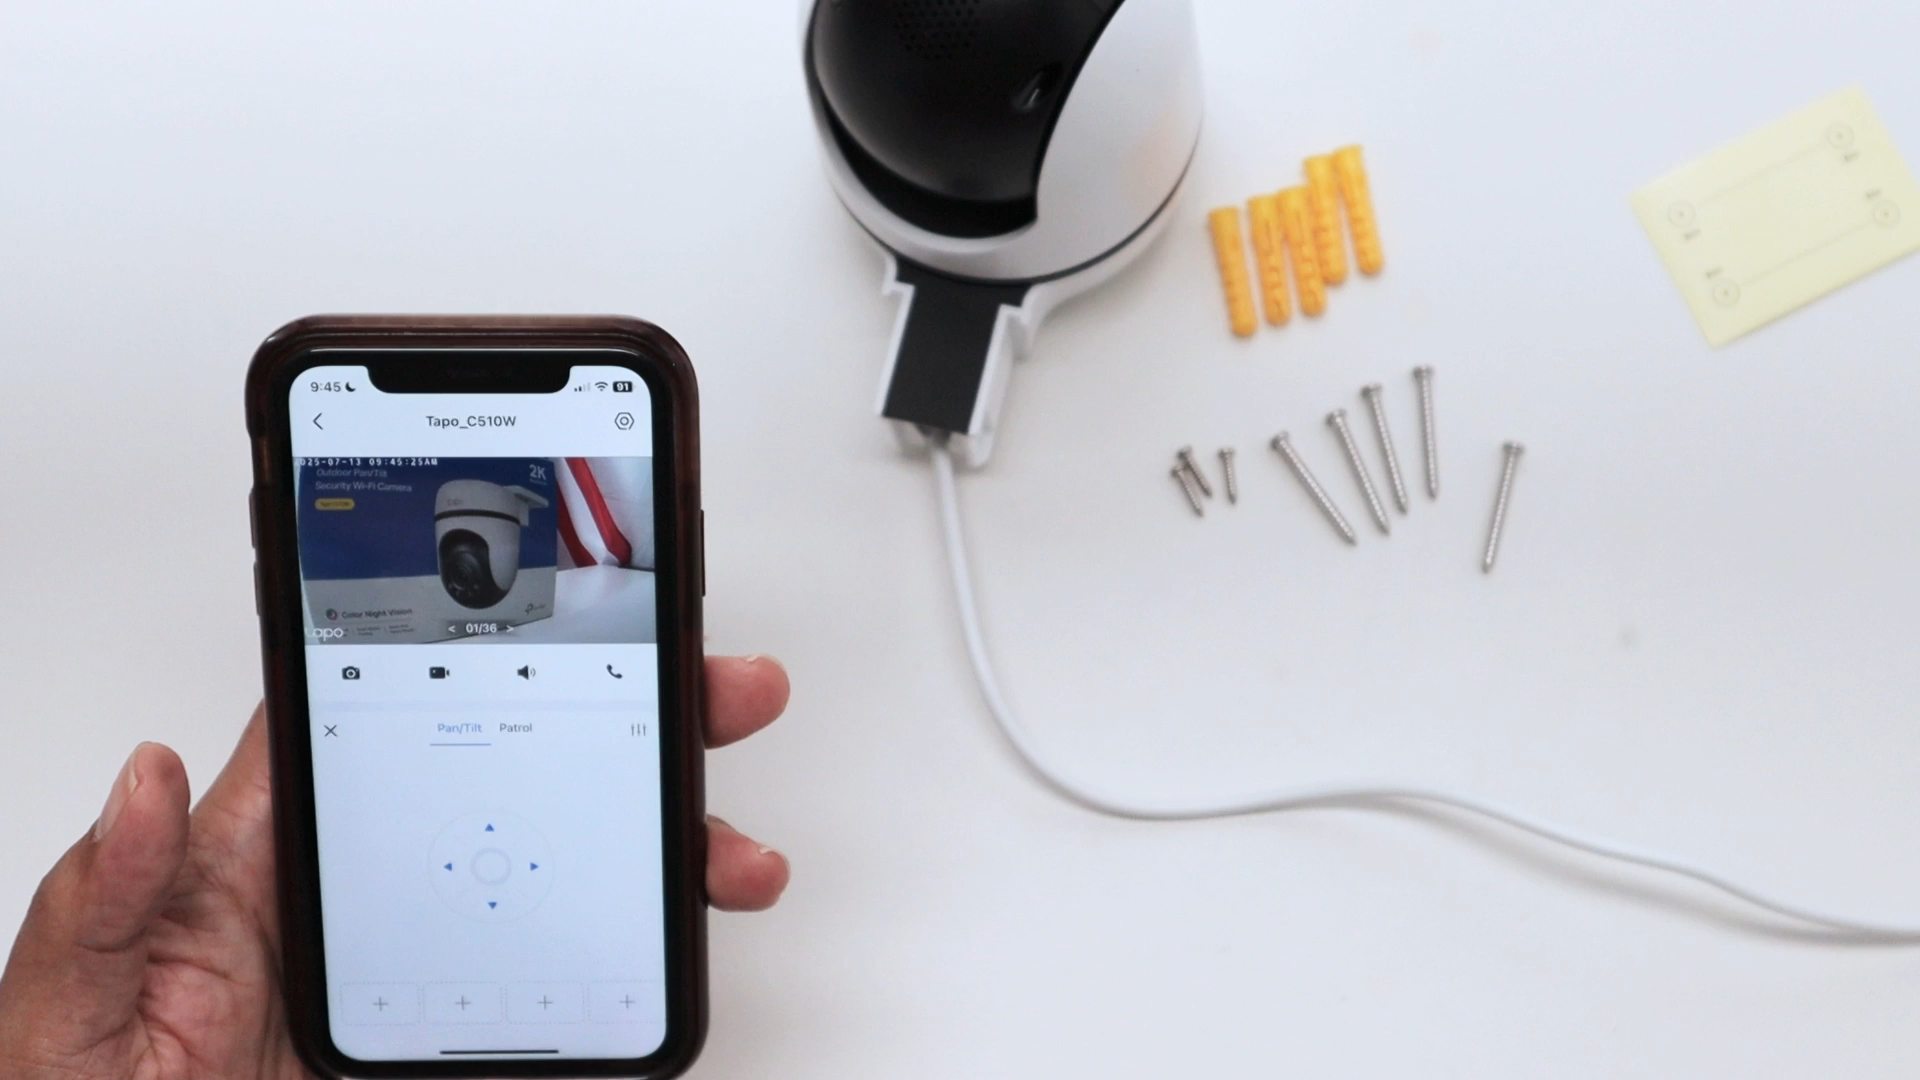 9:45
91
Tapo_C510W
2025-07-13 09:45:25AM
Outdoor Pan/Tilt
Security Wi-Fi Camera
2K
Color Night Vision
tapo
< 01/36 >
Pan/Tilt
Patrol